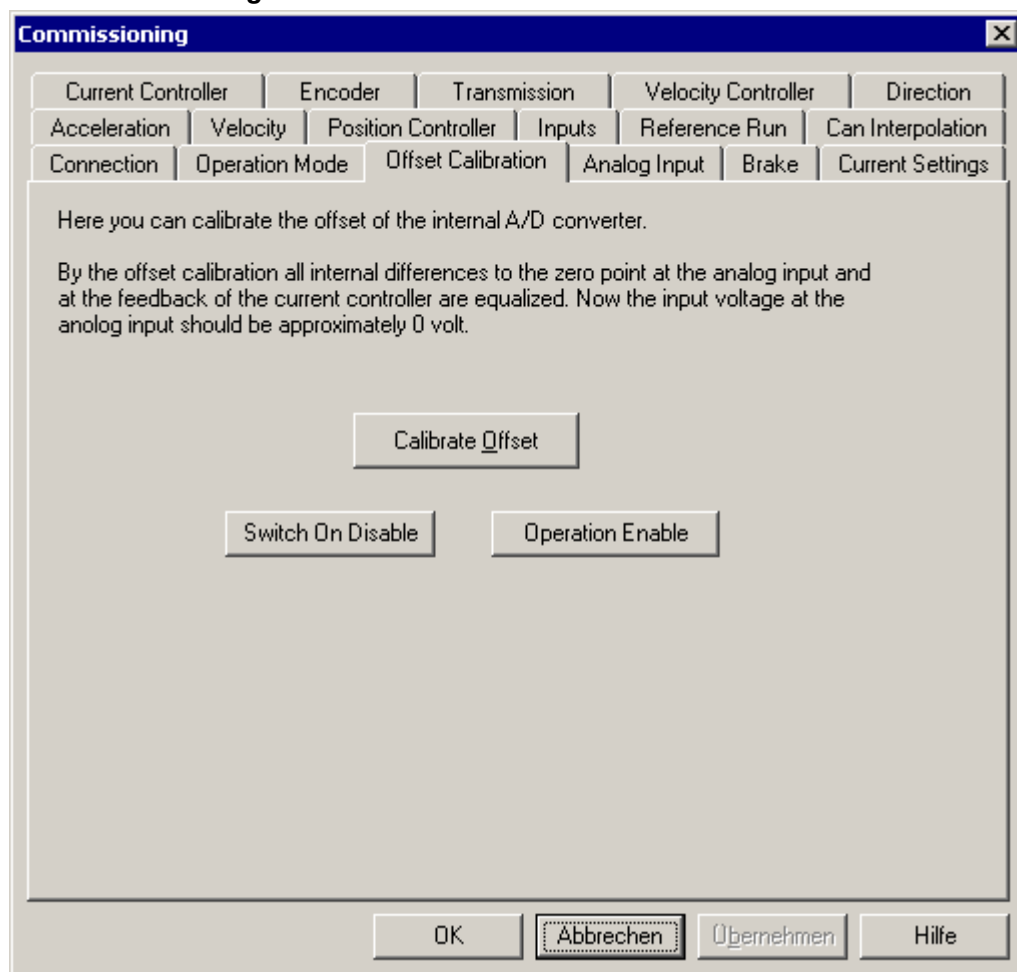 Commissioning
Current Controller Encoder Transmission Velocity Controller Direction
Acceleration Velocity Position Controller Inputs Reference Run Can Interpolation
Connection Operation Mode Offset Calibration Analog Input Brake Current Settings
Here you can calibrate the offset of the internal A/D converter.
By the offset calibration all internal differences to the zero point at the analog input and
at the feedback of the current controller are equalized. Now the input voltage at the
anolog input should be approximately 0 volt.
Calibrate Offset
Switch On Disable Operation Enable
OK Abbrechen Übernehmen Hilfe